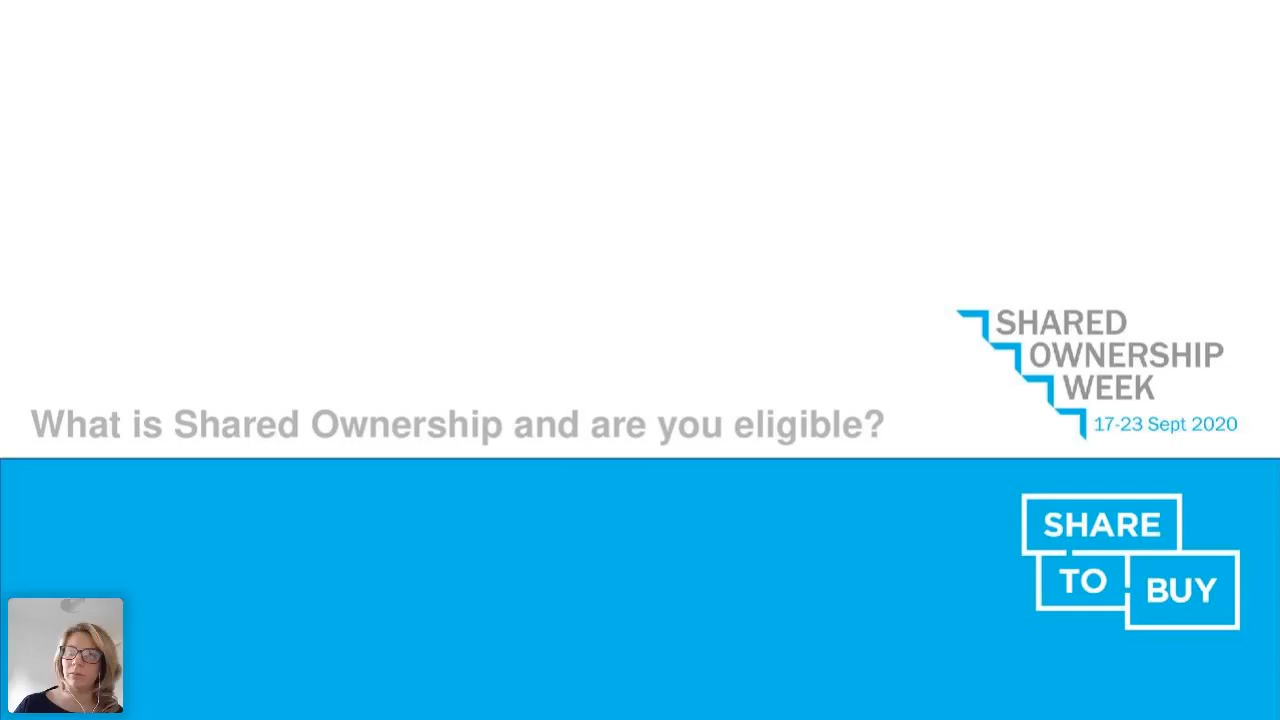 What is Shared Ownership and are you eligible?
SHARED
OWNERSHIP
WEEK
17-23 Sept 2020
SHARE
TO BUY